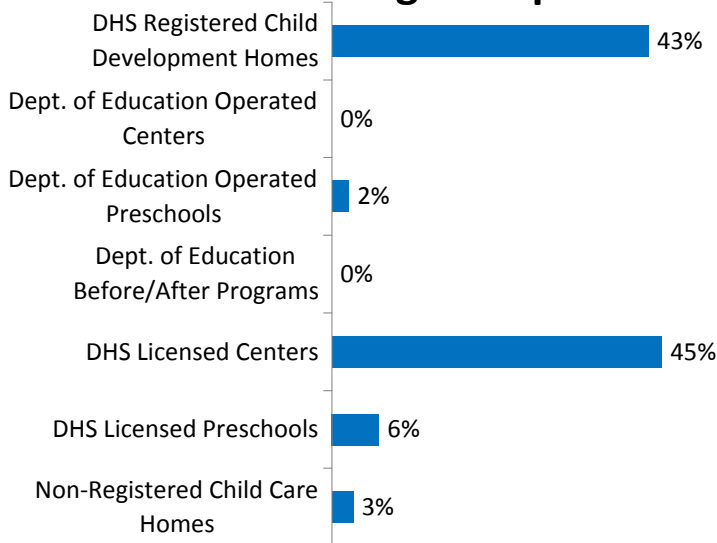 DHS Registered Child
Development Homes
43%
Dept. of Education Operated
Centers
0%
Dept. of Education Operated
Preschools
2%
Dept. of Education
Before/After Programs
0%
DHS Licensed Centers
45%
DHS Licensed Preschools
6%
Non-Registered Child Care
Homes
3%